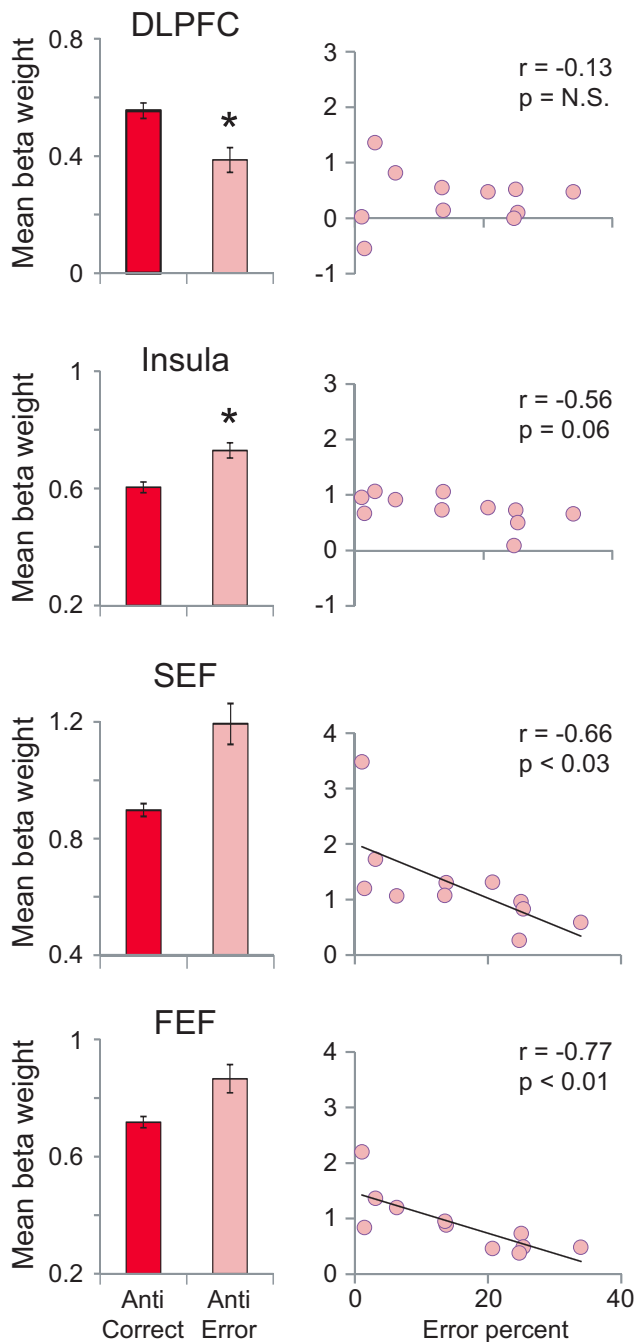 DLPFC
Mean beta weight
0.8
0.4
0
*
3
2
1
0
-1
r = -0.13
p = N.S.
Insula
Mean beta weight
1
0.6
0.2
*
3
2
1
0
-1
r = -0.56
p = 0.06
SEF
Mean beta weight
1.2
0.8
0.4
4
3
2
1
0
r = -0.66
p < 0.03
FEF
Mean beta weight
1
0.6
0.2
Anti
Correct
Anti
Error
4
3
2
1
0
r = -0.77
p < 0.01
0
20
40
Error percent